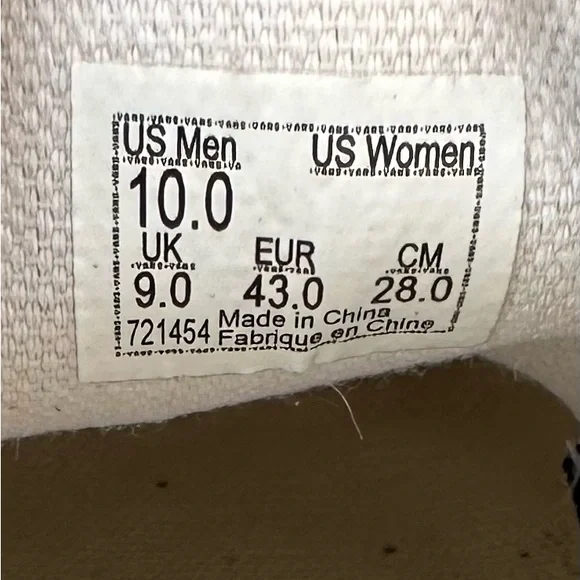 US Men US Women
10.0
UK EUR CM
9.0 43.0 28.0
721454 Made in China
Fabrique en Chine